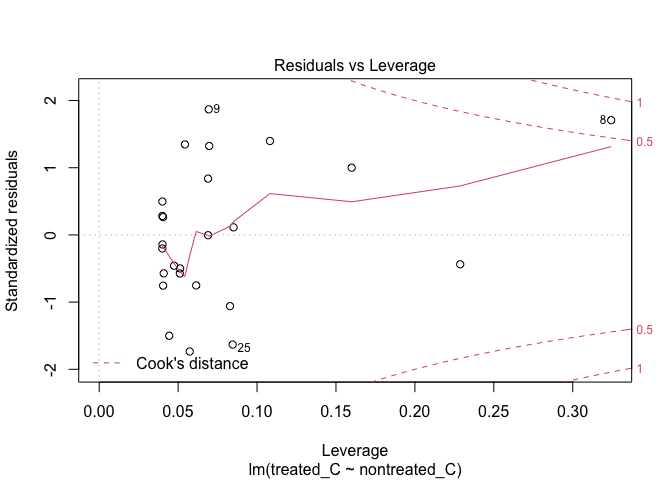 Residuals vs Leverage
Standardized residuals
2
1
0
-1
-2
9
8
25
1
0.5
0.5
1
Cook's distance
0.00 0.05 0.10 0.15 0.20 0.25 0.30
Leverage
lm(treated_C ~ nontreated_C)